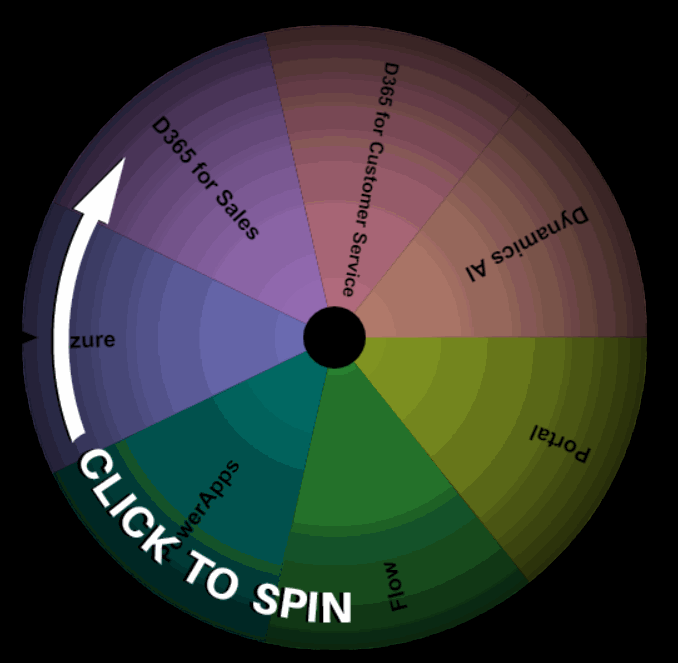 D365 for Customer Service
D365 for Sales
Dynamics AI
zure
Portal
werApps
Flow
CLICK TO SPIN